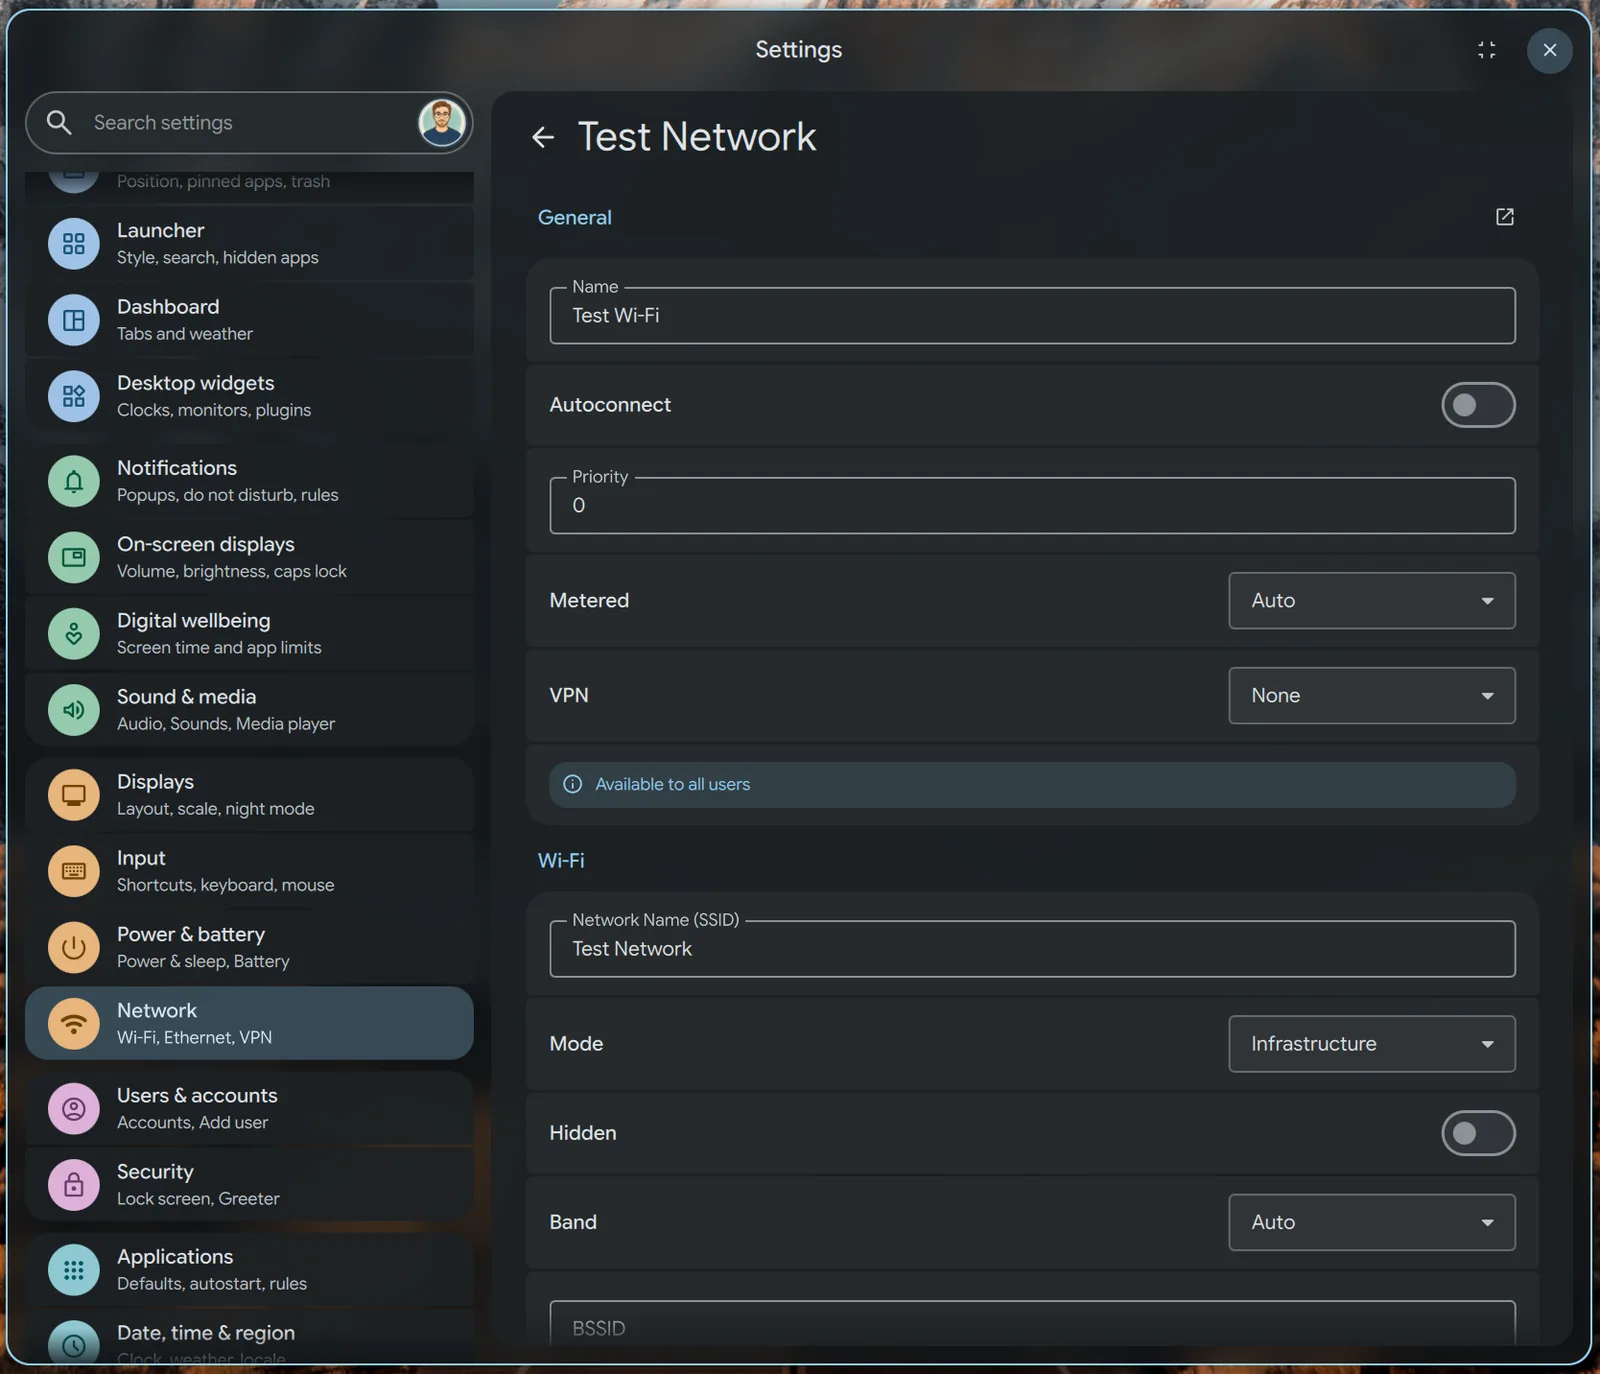 Settings
Search settings
Position, pinned apps, trash
Launcher
Style, search, hidden apps
Dashboard
Tabs and weather
Desktop widgets
Clocks, monitors, plugins
Notifications
Popups, do not disturb, rules
On-screen displays
Volume, brightness, caps lock
Digital wellbeing
Screen time and app limits
Sound & media
Audio, Sounds, Media player
Displays
Layout, scale, night mode
Input
Shortcuts, keyboard, mouse
Power & battery
Power & sleep, Battery
Network
Wi-Fi, Ethernet, VPN
Users & accounts
Accounts, Add user
Security
Lock screen, Greeter
Applications
Defaults, autostart, rules
Date, time & region
Clock, weather, locale
Test Network
General
Name
Test Wi-Fi
Autoconnect
Priority
0
Metered
Auto
VPN
None
Available to all users
Wi-Fi
Network Name (SSID)
Test Network
Mode
Infrastructure
Hidden
Band
Auto
BSSID